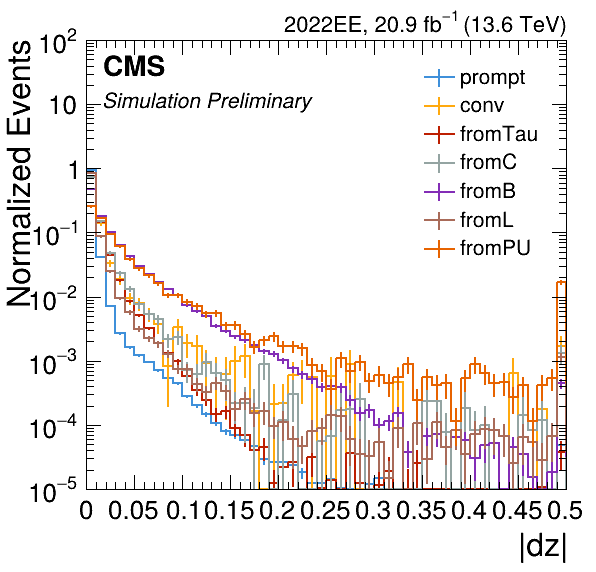 2022EE, 20.9 fb⁻¹ (13.6 TeV)
CMS
Simulation Preliminary
Normalized Events
prompt
conv
fromTau
fromC
fromB
fromL
fromPU
10²
10
1
10⁻¹
10⁻²
10⁻³
10⁻⁴
10⁻⁵
0 0.05 0.1 0.15 0.2 0.25 0.3 0.35 0.4 0.45 0.5
|dz|